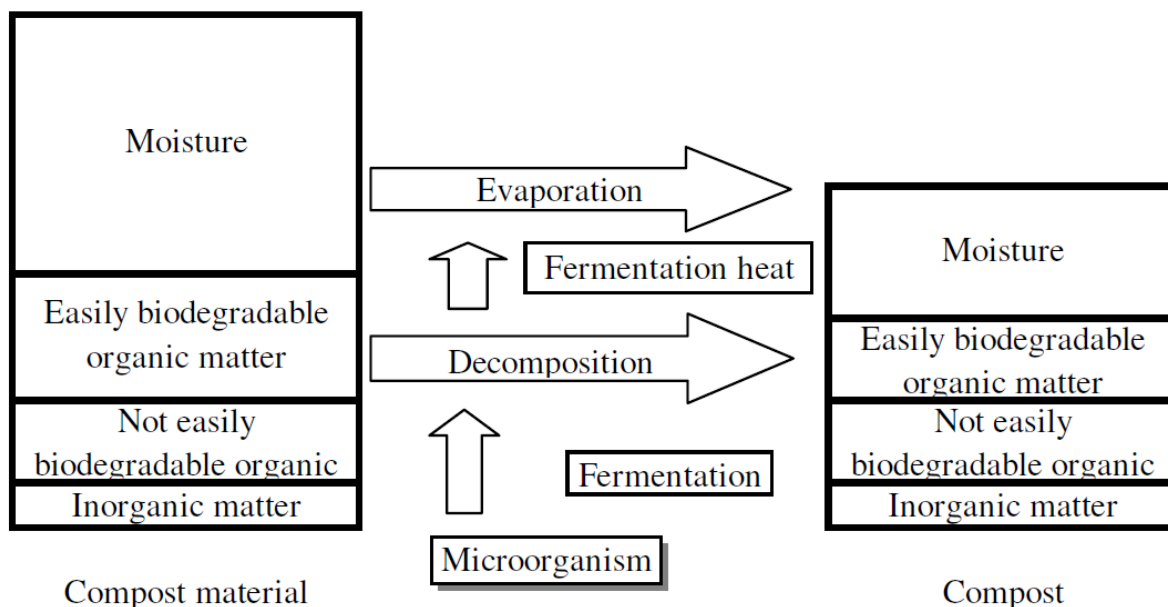 Moisture
Easily biodegradable
organic matter
Not easily
biodegradable organic
Inorganic matter
Compost material
Evaporation
Fermentation heat
Decomposition
Fermentation
Microorganism
Moisture
Easily biodegradable
organic matter
Not easily
biodegradable organic
Inorganic matter
Compost